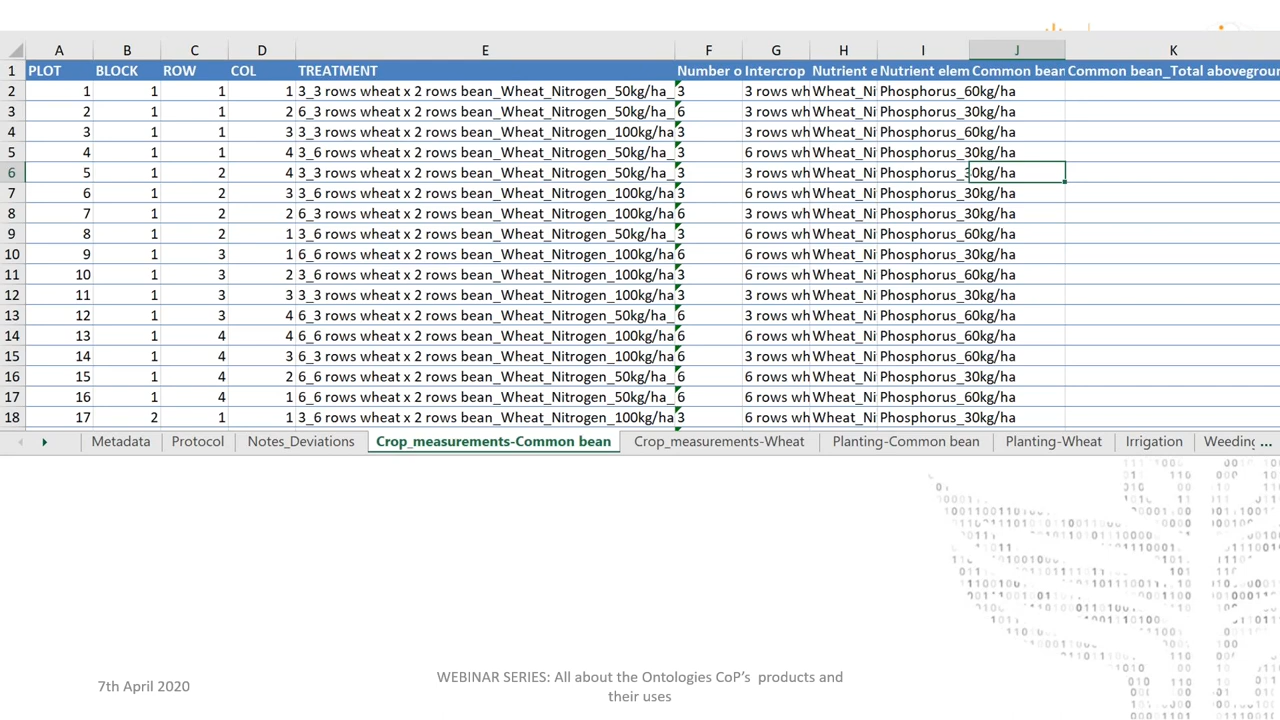 A B C D E F G H I J K
1 PLOT BLOCK ROW COL TREATMENT Number o Intercrop Nutrient e Nutrient elem Common bean Common bean_Total abovegroun
2 1 1 1 1 3_3 rows wheat x 2 rows bean_Wheat_Nitrogen_50kg/ha_ 3 3 rows wh Wheat_Ni Phosphorus_60kg/ha
3 2 1 1 2 6_3 rows wheat x 2 rows bean_Wheat_Nitrogen_50kg/ha_ 6 3 rows wh Wheat_Ni Phosphorus_30kg/ha
4 3 1 1 3 3_3 rows wheat x 2 rows bean_Wheat_Nitrogen_100kg/ha 3 3 rows wh Wheat_Ni Phosphorus_60kg/ha
5 4 1 1 4 3_6 rows wheat x 2 rows bean_Wheat_Nitrogen_50kg/ha_ 3 6 rows wh Wheat_Ni Phosphorus_30kg/ha
6 5 1 2 4 3_3 rows wheat x 2 rows bean_Wheat_Nitrogen_50kg/ha_ 3 3 rows wh Wheat_Ni Phosphorus_30kg/ha
7 6 1 2 3 3_6 rows wheat x 2 rows bean_Wheat_Nitrogen_100kg/ha 3 6 rows wh Wheat_Ni Phosphorus_30kg/ha
8 7 1 2 2 6_3 rows wheat x 2 rows bean_Wheat_Nitrogen_100kg/ha 6 3 rows wh Wheat_Ni Phosphorus_30kg/ha
9 8 1 2 1 3_6 rows wheat x 2 rows bean_Wheat_Nitrogen_50kg/ha_ 3 6 rows wh Wheat_Ni Phosphorus_60kg/ha
10 9 1 3 1 6_6 rows wheat x 2 rows bean_Wheat_Nitrogen_100kg/ha 6 6 rows wh Wheat_Ni Phosphorus_30kg/ha
11 10 1 3 2 3_6 rows wheat x 2 rows bean_Wheat_Nitrogen_100kg/ha 3 6 rows wh Wheat_Ni Phosphorus_60kg/ha
12 11 1 3 3 3_3 rows wheat x 2 rows bean_Wheat_Nitrogen_100kg/ha 3 3 rows wh Wheat_Ni Phosphorus_30kg/ha
13 12 1 3 4 6_3 rows wheat x 2 rows bean_Wheat_Nitrogen_50kg/ha_ 6 3 rows wh Wheat_Ni Phosphorus_60kg/ha
14 13 1 4 4 6_6 rows wheat x 2 rows bean_Wheat_Nitrogen_100kg/ha 6 6 rows wh Wheat_Ni Phosphorus_60kg/ha
15 14 1 4 3 6_3 rows wheat x 2 rows bean_Wheat_Nitrogen_100kg/ha 6 3 rows wh Wheat_Ni Phosphorus_60kg/ha
16 15 1 4 2 6_6 rows wheat x 2 rows bean_Wheat_Nitrogen_50kg/ha_ 6 6 rows wh Wheat_Ni Phosphorus_30kg/ha
17 16 1 4 1 6_6 rows wheat x 2 rows bean_Wheat_Nitrogen_50kg/ha_ 6 6 rows wh Wheat_Ni Phosphorus_60kg/ha
18 17 2 1 1 3_6 rows wheat x 2 rows bean_Wheat_Nitrogen_100kg/ha 3 6 rows wh Wheat_Ni Phosphorus_30kg/ha
Metadata Protocol Notes_Deviations Crop_measurements-Common bean Crop_measurements-Wheat Planting-Common bean Planting-Wheat Irrigation Weeding ...
7th April 2020
WEBINAR SERIES: All about the Ontologies CoP's products and
their uses